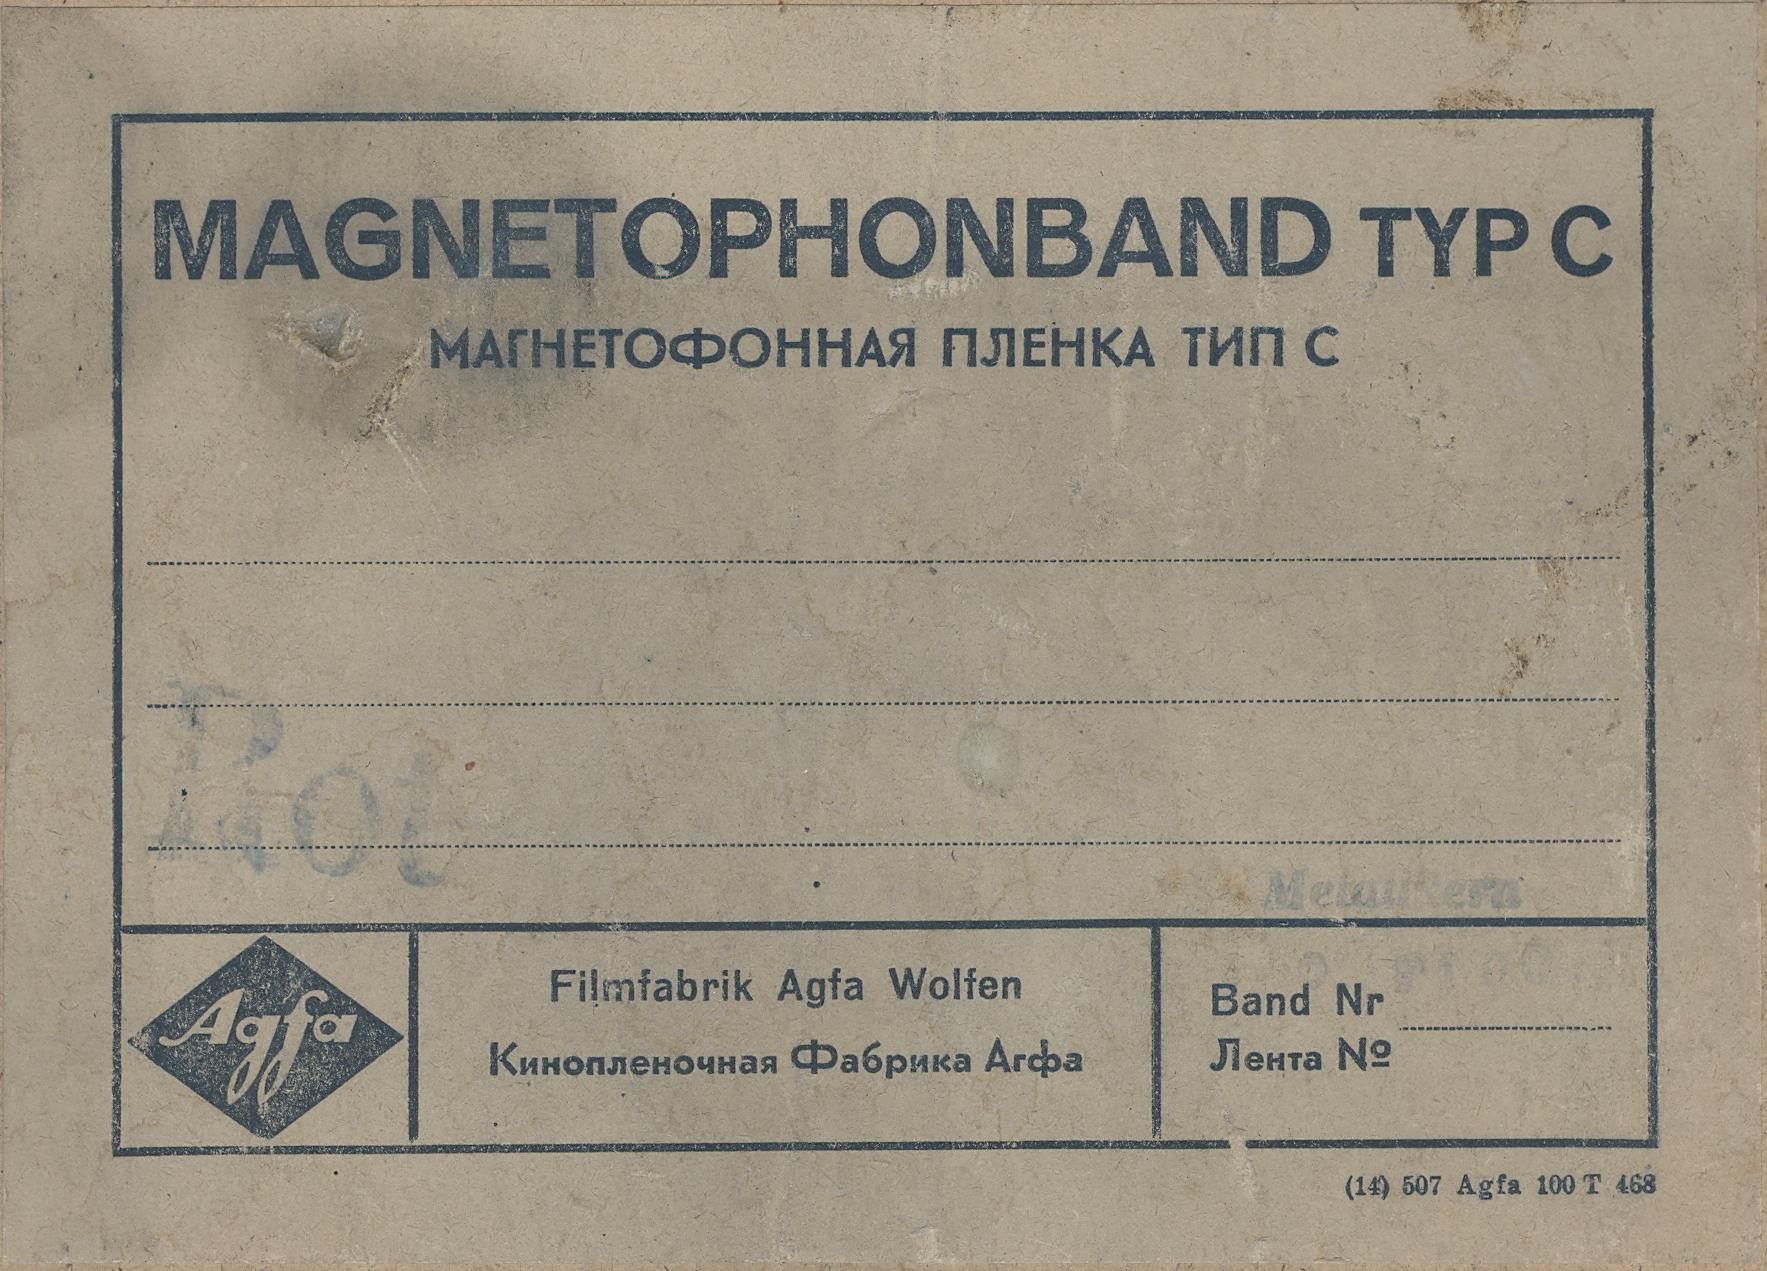 MAGNETOPHONBAND TYP C
МАГНЕТОФОННАЯ ПЛЕНКА ТИП С
Rot
Metallkern
Agfa
Filmfabrik Agfa Wolfen
Кинопленочная Фабрика Агфа
Band Nr
Лента №
(14) 507 Agfa 100 T 468